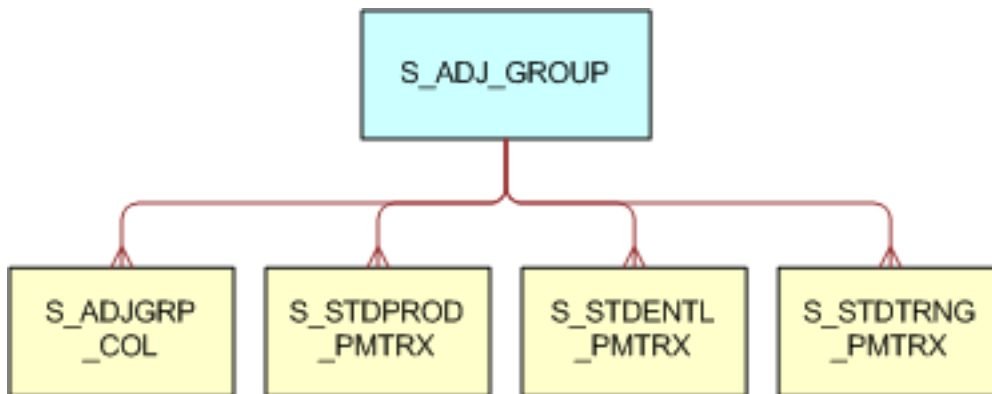 S_ADJ_GROUP
S_ADJGRP
_COL
S_STDPROD
_PMTRX
S_STDENTL
_PMTRX
S_STDTRNG
_PMTRX